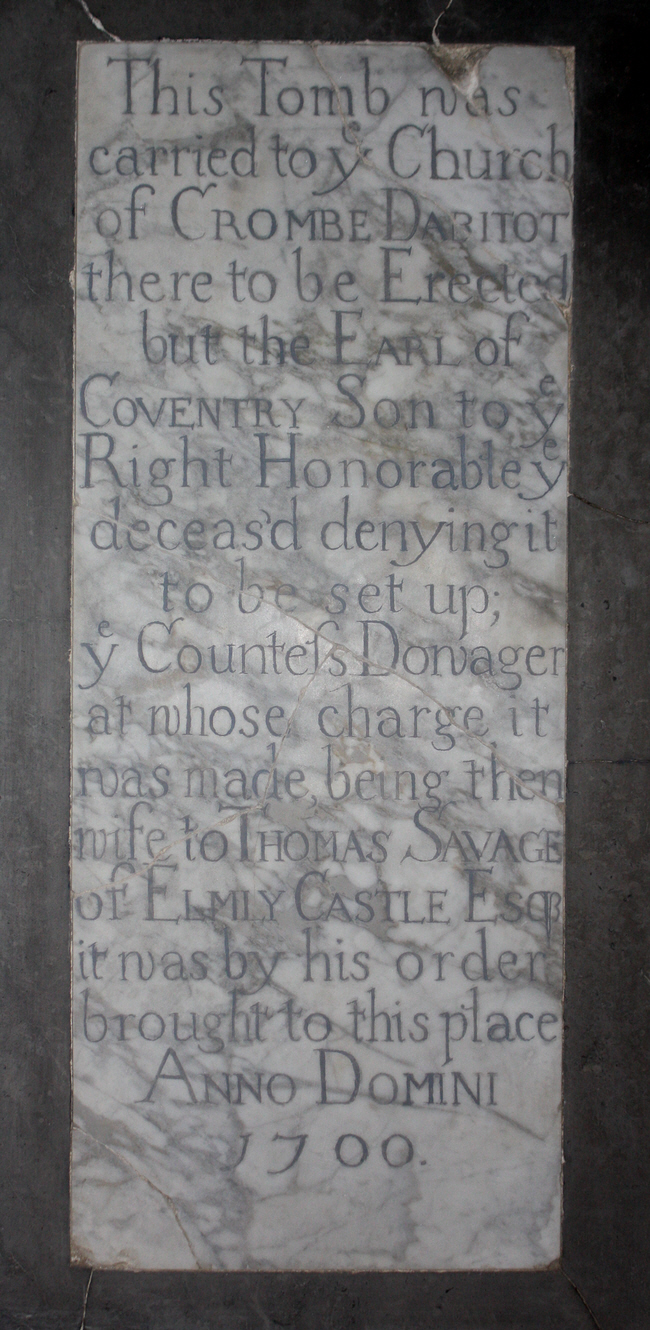 This Tomb was
carried to yᵉ Church
of CROMBE DABITOT
there to be Erected
but the EARL of
COVENTRY Son to yᵉ
Right Honorable yᵉ
deceas'd denying it
to be set up;
yᵉ Counteſs Dowager
at whose charge it
was made, being then
wife to THOMAS SAVAGE
of ELMLY CASTLE Esqꝫ
it was by his order
brought to this place
ANNO DOMINI
1700.